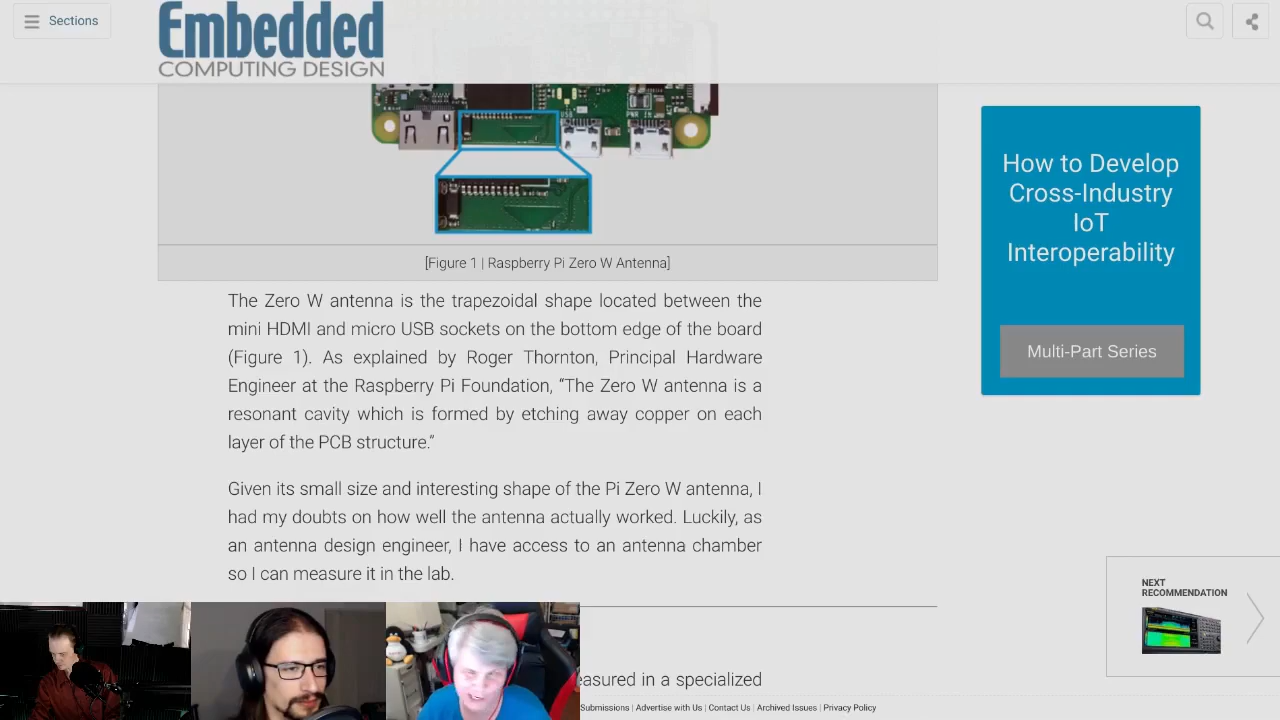 Sections
Embedded
COMPUTING DESIGN
USB
PWR IN
[Figure 1 | Raspberry Pi Zero W Antenna]
The Zero W antenna is the trapezoidal shape located between the
mini HDMI and micro USB sockets on the bottom edge of the board
(Figure 1). As explained by Roger Thornton, Principal Hardware
Engineer at the Raspberry Pi Foundation, “The Zero W antenna is a
resonant cavity which is formed by etching away copper on each
layer of the PCB structure.”
Given its small size and interesting shape of the Pi Zero W antenna, I
had my doubts on how well the antenna actually worked. Luckily, as
an antenna design engineer, I have access to an antenna chamber
so I can measure it in the lab.
easured in a specialized
Submissions | Advertise with Us | Contact Us | Archived Issues | Privacy Policy
How to Develop
Cross-Industry
IoT
Interoperability
Multi-Part Series
NEXT
RECOMMENDATION